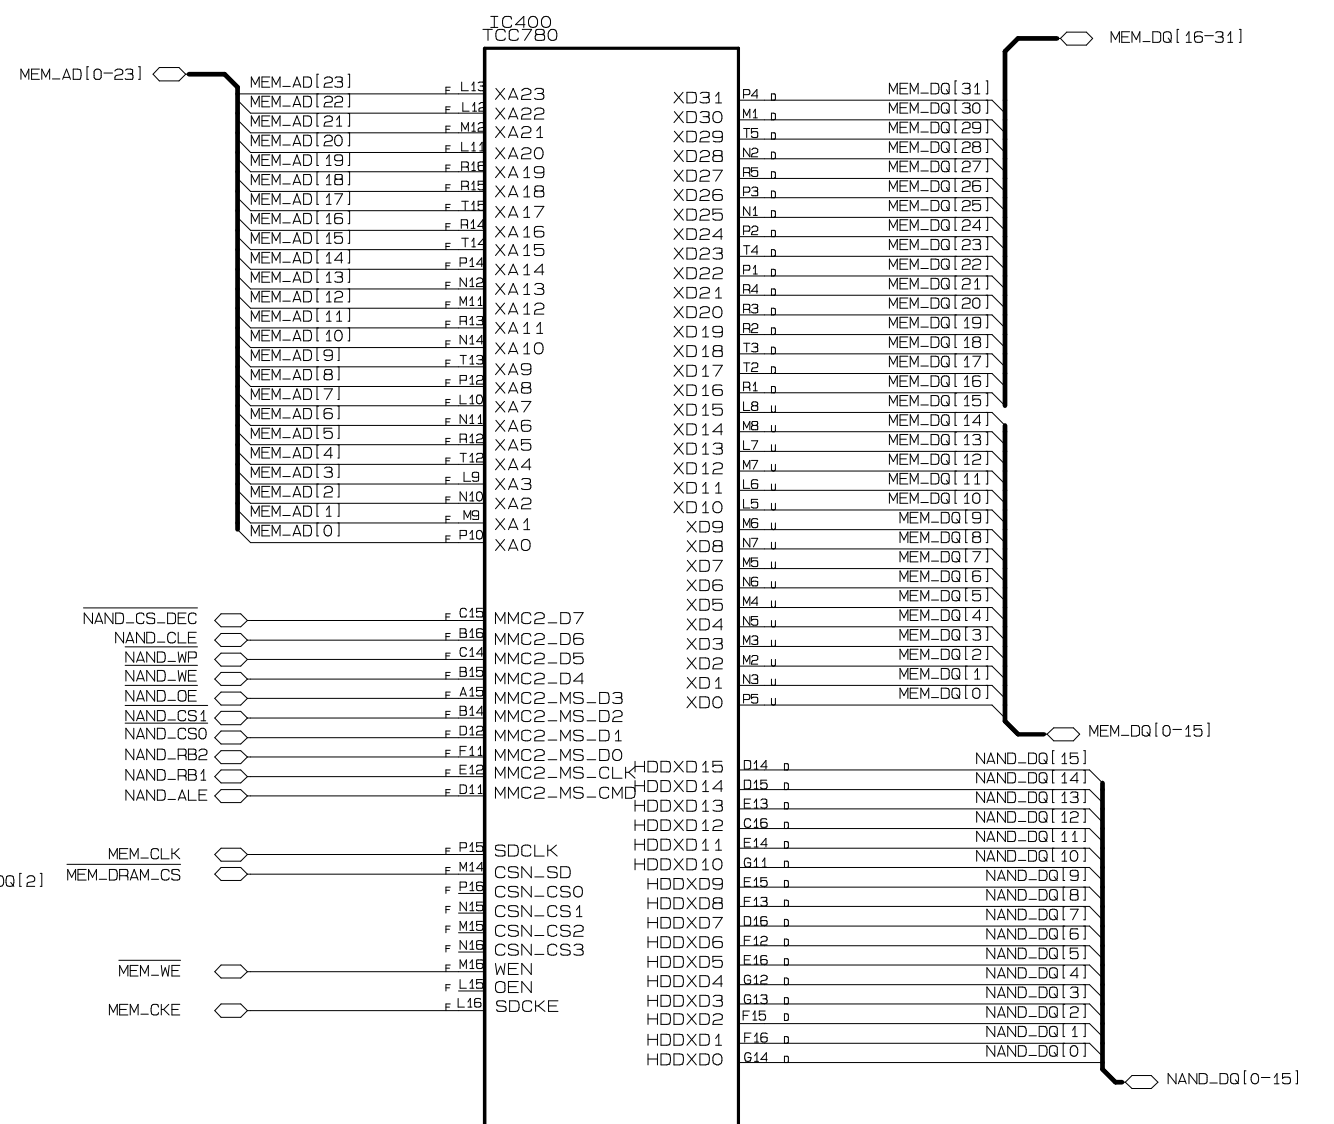 IC400
TCC780
MEM_AD[0-23]
MEM_DQ[16-31]
MEM_AD[23] F L13 XA23
MEM_AD[22] F L12 XA22
MEM_AD[21] F M12 XA21
MEM_AD[20] F L11 XA20
MEM_AD[19] F R16 XA19
MEM_AD[18] F R15 XA18
MEM_AD[17] F T15 XA17
MEM_AD[16] F R14 XA16
MEM_AD[15] F T14 XA15
MEM_AD[14] F P14 XA14
MEM_AD[13] F N12 XA13
MEM_AD[12] F M11 XA12
MEM_AD[11] F R13 XA11
MEM_AD[10] F N14 XA10
MEM_AD[9] F T13 XA9
MEM_AD[8] F P12 XA8
MEM_AD[7] F L10 XA7
MEM_AD[6] F N11 XA6
MEM_AD[5] F R12 XA5
MEM_AD[4] F T12 XA4
MEM_AD[3] F L9 XA3
MEM_AD[2] F N10 XA2
MEM_AD[1] F M9 XA1
MEM_AD[0] F P10 XA0
NAND_CS_DEC F C15 MMC2_D7
NAND_CLE F B16 MMC2_D6
NAND_WP F C14 MMC2_D5
NAND_WE F B15 MMC2_D4
NAND_OE F A15 MMC2_MS_D3
NAND_CS1 F B14 MMC2_MS_D2
NAND_CS0 F D12 MMC2_MS_D1
NAND_RB2 F F11 MMC2_MS_D0
NAND_RB1 F E12 MMC2_MS_CLK
NAND_ALE F D11 MMC2_MS_CMD
MEM_CLK F P15 SDCLK
DQ[2]
MEM_DRAM_CS F M14 CSN_SD
F P16 CSN_CS0
F N15 CSN_CS1
F M15 CSN_CS2
F N16 CSN_CS3
MEM_WE F M16 WEN
F L15 OEN
MEM_CKE F L16 SDCKE
XD31 P4 D MEM_DQ[31]
XD30 M1 D MEM_DQ[30]
XD29 T5 D MEM_DQ[29]
XD28 N2 D MEM_DQ[28]
XD27 R5 D MEM_DQ[27]
XD26 P3 D MEM_DQ[26]
XD25 N1 D MEM_DQ[25]
XD24 P2 D MEM_DQ[24]
XD23 T4 D MEM_DQ[23]
XD22 P1 D MEM_DQ[22]
XD21 R4 D MEM_DQ[21]
XD20 R3 D MEM_DQ[20]
XD19 R2 D MEM_DQ[19]
XD18 T3 D MEM_DQ[18]
XD17 T2 D MEM_DQ[17]
XD16 R1 D MEM_DQ[16]
XD15 L8 U MEM_DQ[15]
XD14 M8 U MEM_DQ[14]
XD13 L7 U MEM_DQ[13]
XD12 M7 U MEM_DQ[12]
XD11 L6 U MEM_DQ[11]
XD10 L5 U MEM_DQ[10]
XD9 M6 U MEM_DQ[9]
XD8 N7 U MEM_DQ[8]
XD7 M5 U MEM_DQ[7]
XD6 N6 U MEM_DQ[6]
XD5 M4 U MEM_DQ[5]
XD4 N5 U MEM_DQ[4]
XD3 M3 U MEM_DQ[3]
XD2 M2 U MEM_DQ[2]
XD1 N3 U MEM_DQ[1]
XD0 P5 U MEM_DQ[0]
MEM_DQ[0-15]
HDDXD15 D14 D NAND_DQ[15]
HDDXD14 D15 D NAND_DQ[14]
HDDXD13 E13 D NAND_DQ[13]
HDDXD12 C16 D NAND_DQ[12]
HDDXD11 E14 D NAND_DQ[11]
HDDXD10 G11 D NAND_DQ[10]
HDDXD9 E15 D NAND_DQ[9]
HDDXD8 F13 D NAND_DQ[8]
HDDXD7 D16 D NAND_DQ[7]
HDDXD6 F12 D NAND_DQ[6]
HDDXD5 E16 D NAND_DQ[5]
HDDXD4 G12 D NAND_DQ[4]
HDDXD3 G13 D NAND_DQ[3]
HDDXD2 F15 D NAND_DQ[2]
HDDXD1 F16 D NAND_DQ[1]
HDDXD0 G14 D NAND_DQ[0]
NAND_DQ[0-15]